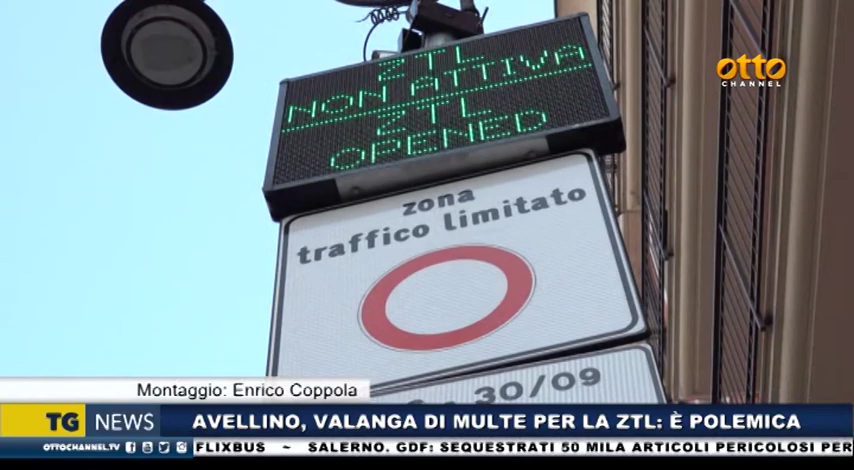 ZTL
NON ATTIVA
ZTL
OPENED
otto
CHANNEL
zona
traffico limitato
- 30/09
Montaggio: Enrico Coppola
TG NEWS
AVELLINO, VALANGA DI MULTE PER LA ZTL: È POLEMICA
OTTOCHANNEL.TV
FLIXBUS ~ SALERNO. GDF: SEQUESTRATI 50 MILA ARTICOLI PERICOLOSI PER